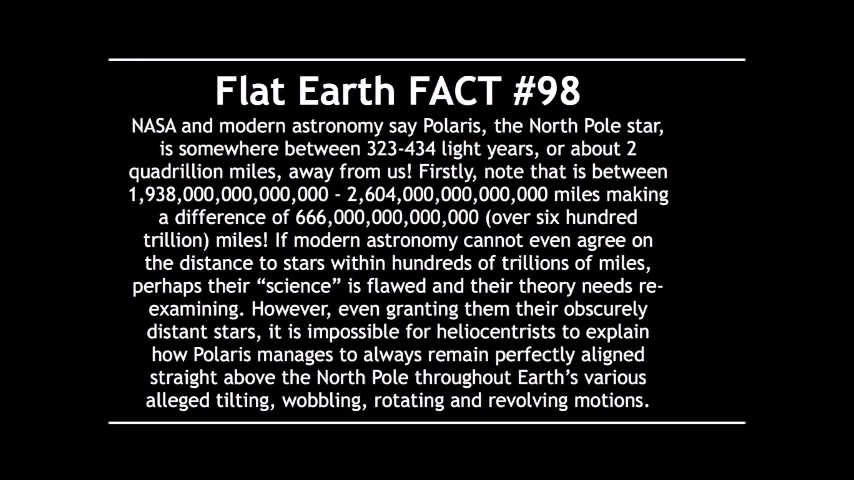 Flat Earth FACT #98
NASA and modern astronomy say Polaris, the North Pole star,
is somewhere between 323-434 light years, or about 2
quadrillion miles, away from us! Firstly, note that is between
1,938,000,000,000,000 - 2,604,000,000,000,000 miles making
a difference of 666,000,000,000,000 (over six hundred
trillion) miles! If modern astronomy cannot even agree on
the distance to stars within hundreds of trillions of miles,
perhaps their “science” is flawed and their theory needs re-
examining. However, even granting them their obscurely
distant stars, it is impossible for heliocentrists to explain
how Polaris manages to always remain perfectly aligned
straight above the North Pole throughout Earth’s various
alleged tilting, wobbling, rotating and revolving motions.